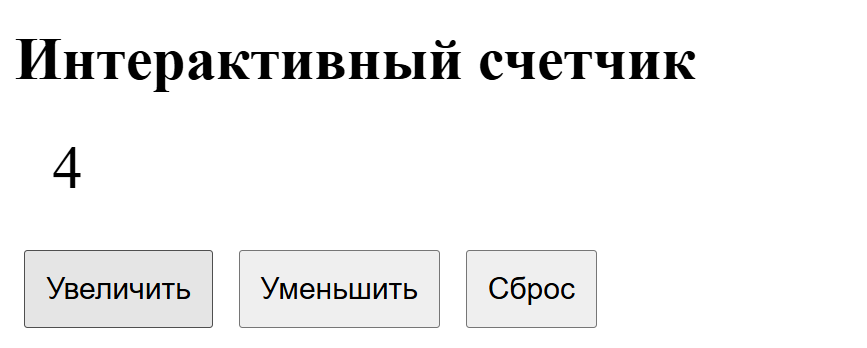 Интерактивный счетчик
4
Увеличить Уменьшить Сброс